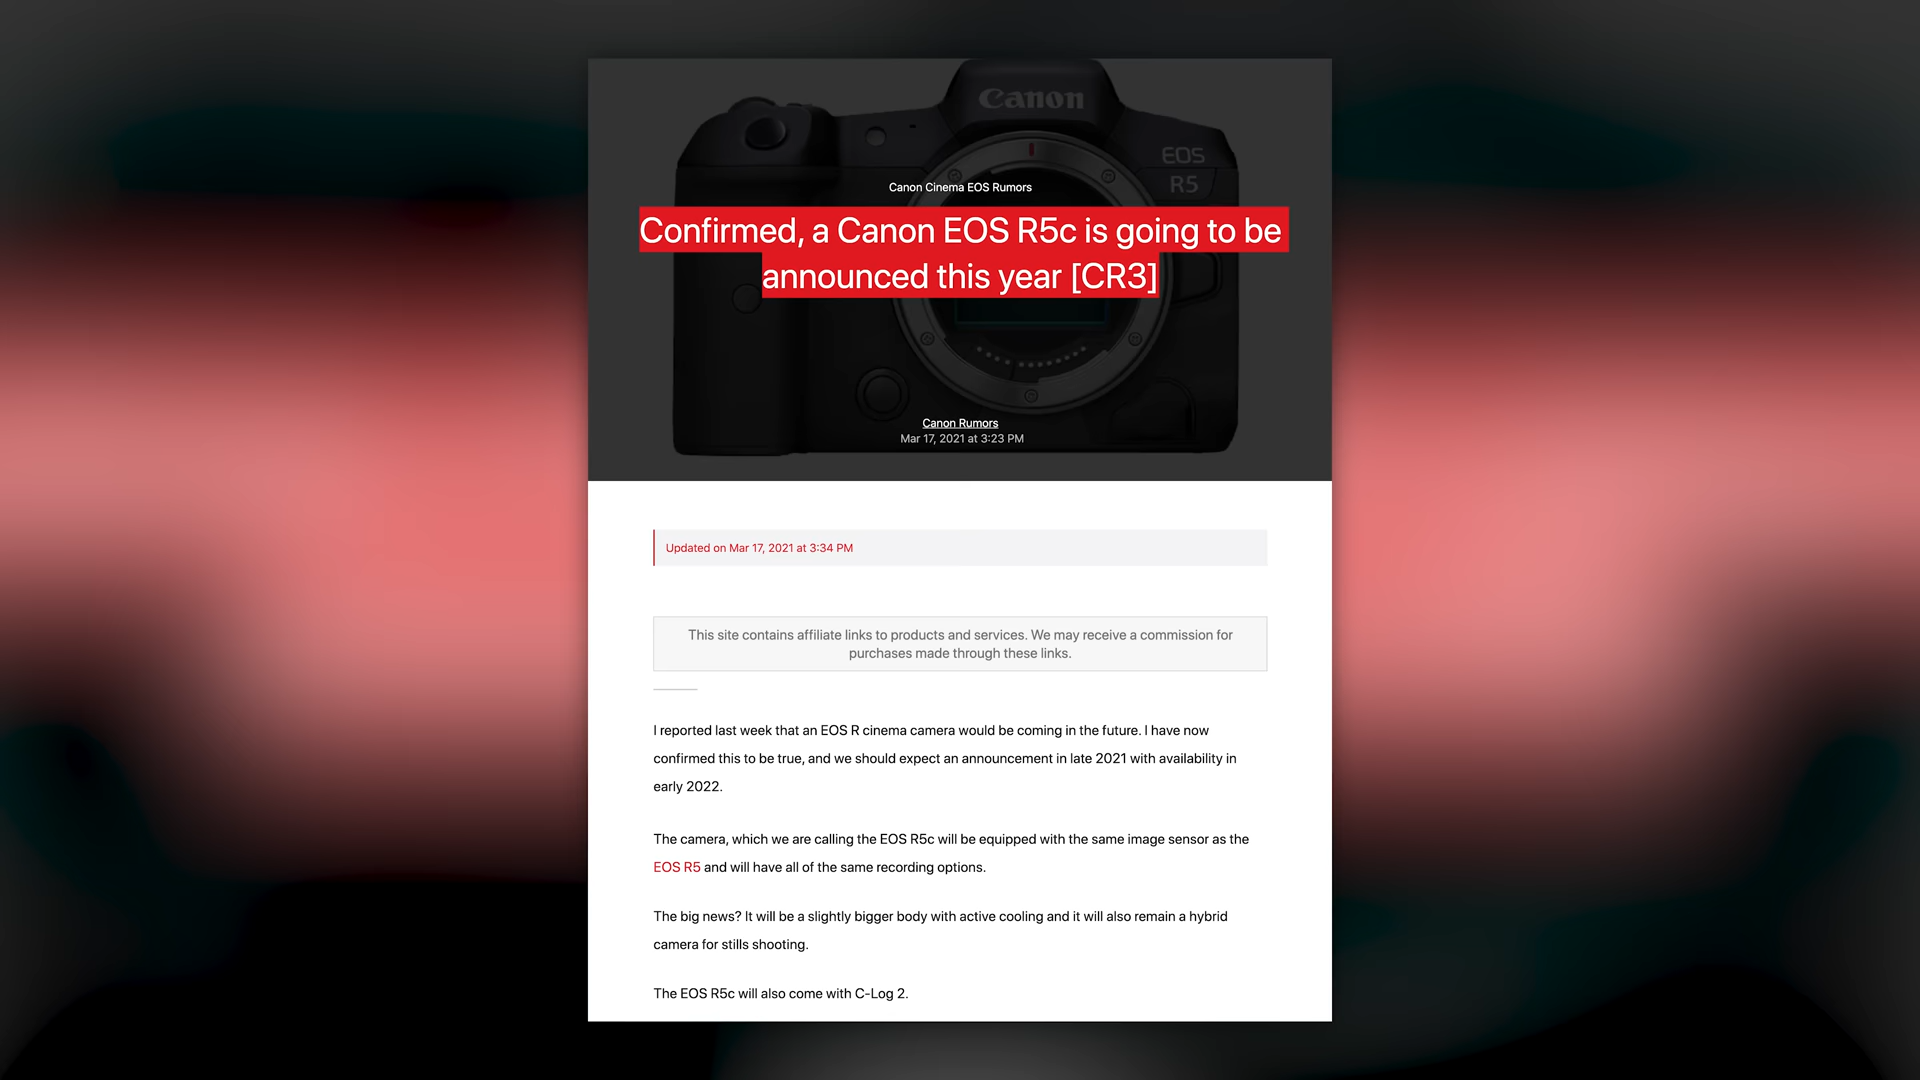 Canon
EOS
R5
Canon Cinema EOS Rumors
Confirmed, a Canon EOS R5c is going to be
announced this year [CR3]
Canon Rumors
Mar 17, 2021 at 3:23 PM
Updated on Mar 17, 2021 at 3:34 PM
This site contains affiliate links to products and services. We may receive a commission for
purchases made through these links.
I reported last week that an EOS R cinema camera would be coming in the future. I have now
confirmed this to be true, and we should expect an announcement in late 2021 with availability in
early 2022.
The camera, which we are calling the EOS R5c will be equipped with the same image sensor as the
EOS R5 and will have all of the same recording options.
The big news? It will be a slightly bigger body with active cooling and it will also remain a hybrid
camera for stills shooting.
The EOS R5c will also come with C-Log 2.